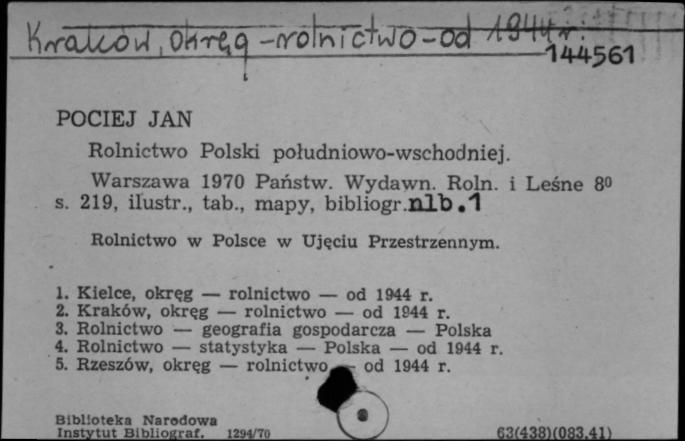 Kraków, okręg - rolnictwo - od 1944 r.
144561
POCIEJ JAN
Rolnictwo Polski południowo-wschodniej.
Warszawa 1970 Państw. Wydawn. Roln. i Leśne 8⁰
s. 219, ilustr., tab., mapy, bibliogr. nlb.1
Rolnictwo w Polsce w Ujęciu Przestrzennym.
1. Kielce, okręg — rolnictwo — od 1944 r.
2. Kraków, okręg — rolnictwo — od 1944 r.
3. Rolnictwo — geografia gospodarcza — Polska
4. Rolnictwo — statystyka — Polska — od 1944 r.
5. Rzeszów, okręg — rolnictwo — od 1944 r.
Biblioteka Narodowa
Instytut Bibliograf. 1294/70 63(438)(083.41)